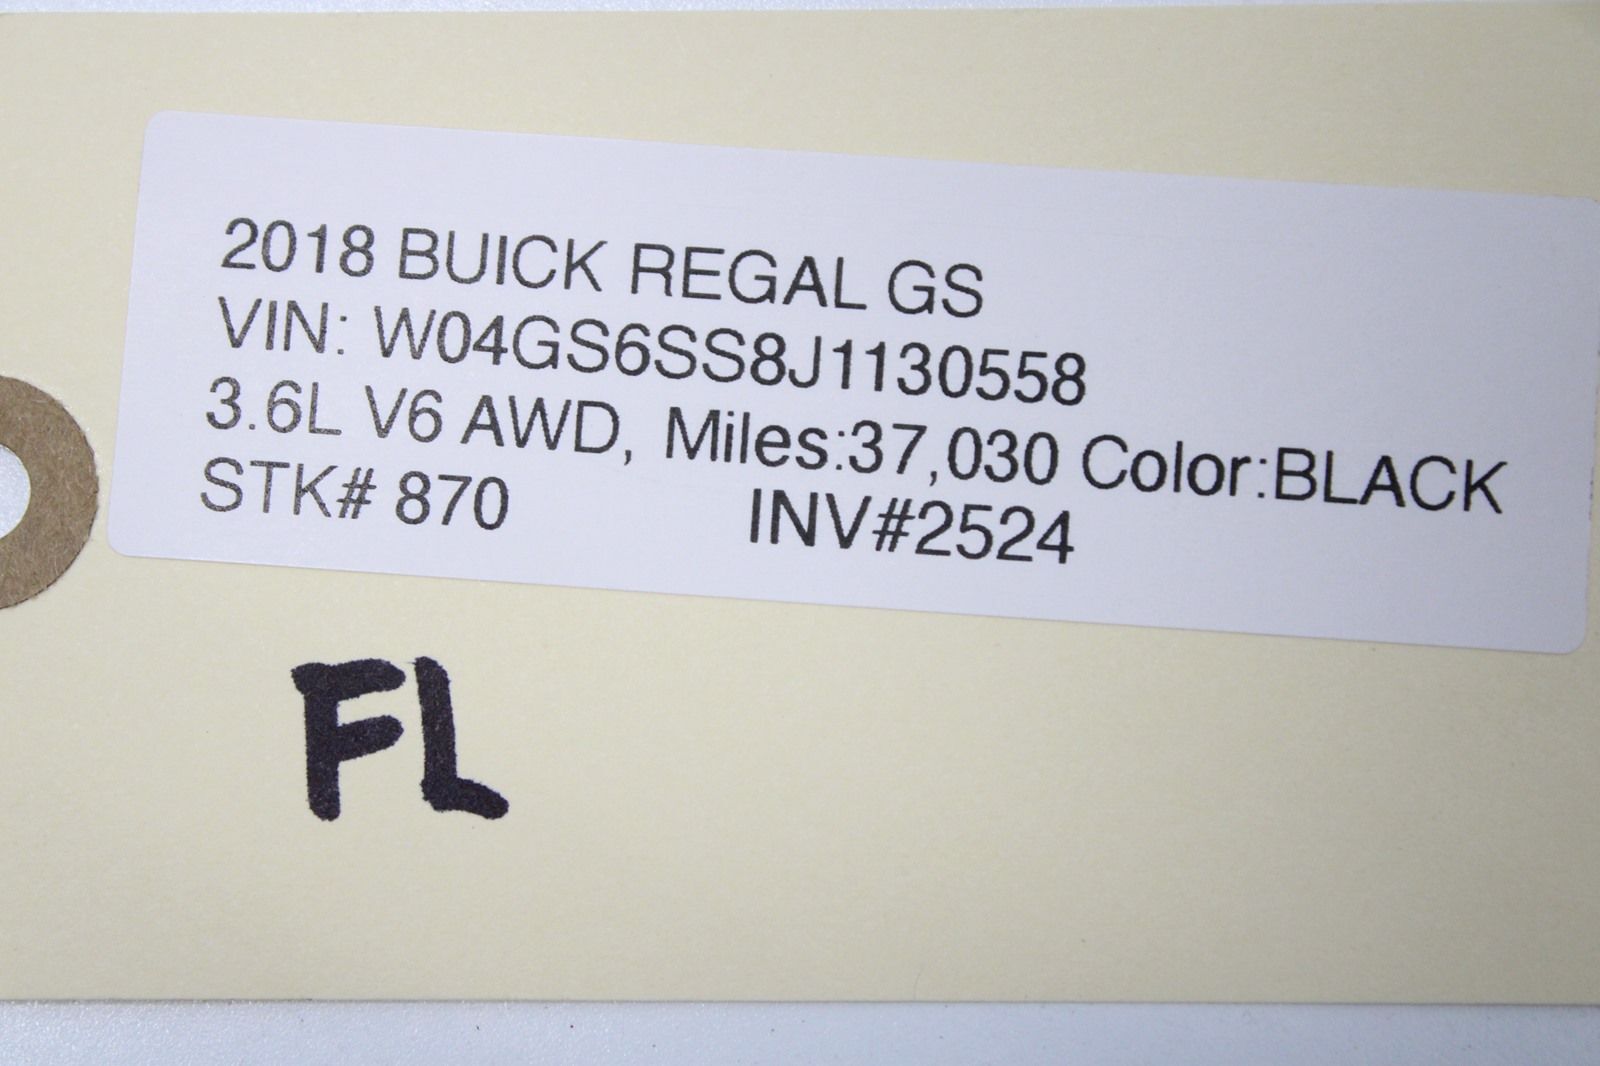 2018 BUICK REGAL GS
VIN: W04GS6SS8J1130558
3.6L V6 AWD, Miles:37,030 Color:BLACK
STK# 870 INV#2524
FL